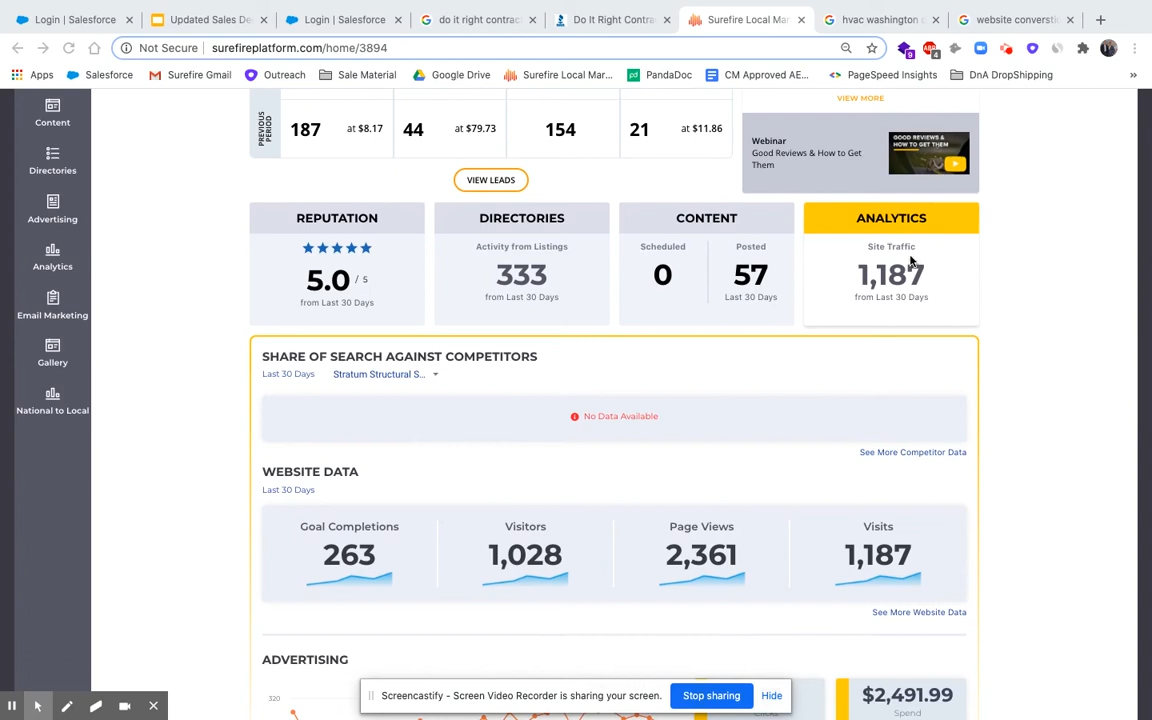 Login | Salesforce
Updated Sales De
Login | Salesforce
do it right contrac
Do It Right Contrac
Surefire Local Mar
hvac washington
website converstic
Not Secure
surefireplatform.com/home/3894
9
4
Apps
Salesforce
Surefire Gmail
Outreach
Sale Material
Google Drive
Surefire Local Mar...
PandaDoc
CM Approved AE...
PageSpeed Insights
DnA DropShipping
Content
Directories
Advertising
Analytics
Email Marketing
Gallery
National to Local
PREVIOUS
PERIOD
187 at $8.17
44 at $79.73
154
21 at $11.86
VIEW LEADS
VIEW MORE
Webinar
Good Reviews & How to Get
Them
GOOD REVIEWS &
HOW TO GET THEM
REPUTATION
5.0 / 5
from Last 30 Days
DIRECTORIES
Activity from Listings
333
from Last 30 Days
CONTENT
Scheduled
0
Posted
57
Last 30 Days
ANALYTICS
Site Traffic
1,187
from Last 30 Days
SHARE OF SEARCH AGAINST COMPETITORS
Last 30 Days
Stratum Structural S...
No Data Available
See More Competitor Data
WEBSITE DATA
Last 30 Days
Goal Completions
263
Visitors
1,028
Page Views
2,361
Visits
1,187
See More Website Data
ADVERTISING
320
Clicks
$2,491.99
Spend
Screencastify - Screen Video Recorder is sharing your screen.
Stop sharing
Hide